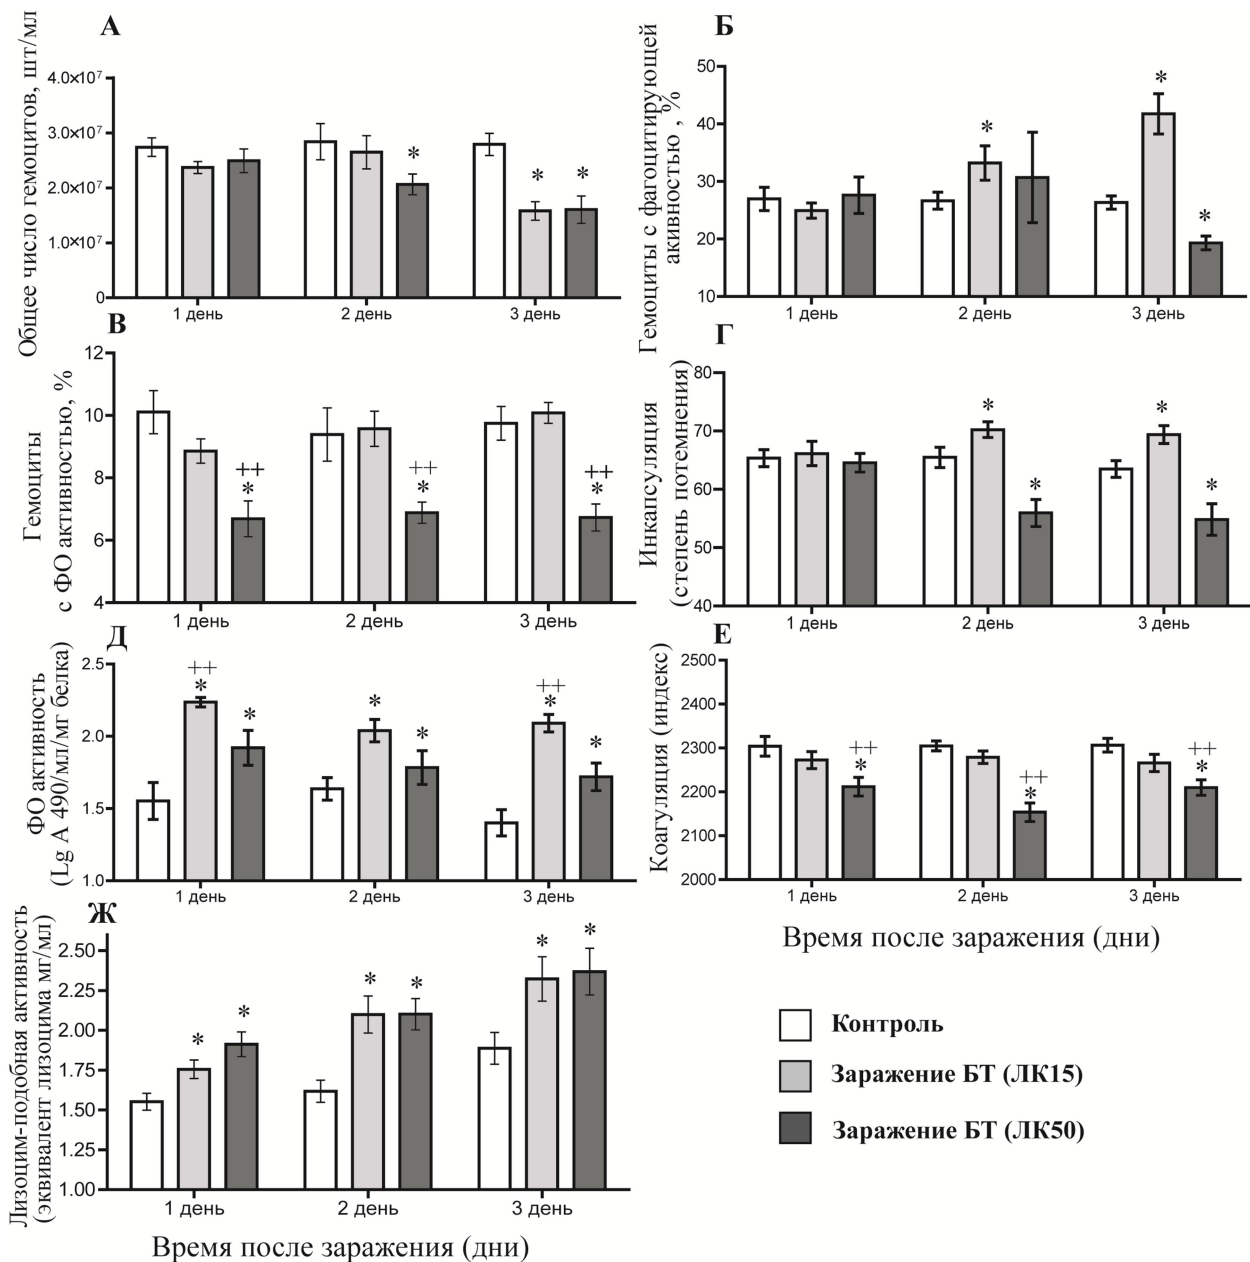 А
Общее число гемоцитов, шт/мл
4.0×10⁷
3.0×10⁷
2.0×10⁷
1.0×10⁷
0
*
*
*
1 день
2 день
3 день
Б
Гемоциты с фагоцитирующей
акивностью , %
50
40
30
20
10
*
*
*
1 день
2 день
3 день
В
Гемоциты
с ФО активностью, %
12
10
8
6
4
++
*
++
*
++
*
1 день
2 день
3 день
Г
Инкапсуляция
(степень потемнения)
80
70
60
50
40
*
*
*
*
1 день
2 день
3 день
Д
ФО активность
(Lg A 490/мл/мг белка)
2.5
2.0
1.5
1.0
++
*
*
*
*
++
*
*
1 день
2 день
3 день
Е
Коагуляция (индекс)
2500
2400
2300
2200
2100
2000
++
*
++
*
++
*
1 день
2 день
3 день
Время после заражения (дни)
Ж
Лизоцим-подобная активность
(эквивалент лизоцима мг/мл)
2.50
2.25
2.00
1.75
1.50
1.25
1.00
*
*
*
*
*
*
1 день
2 день
3 день
Время после заражения (дни)
Контроль
Заражение БТ (ЛК15)
Заражение БТ (ЛК50)